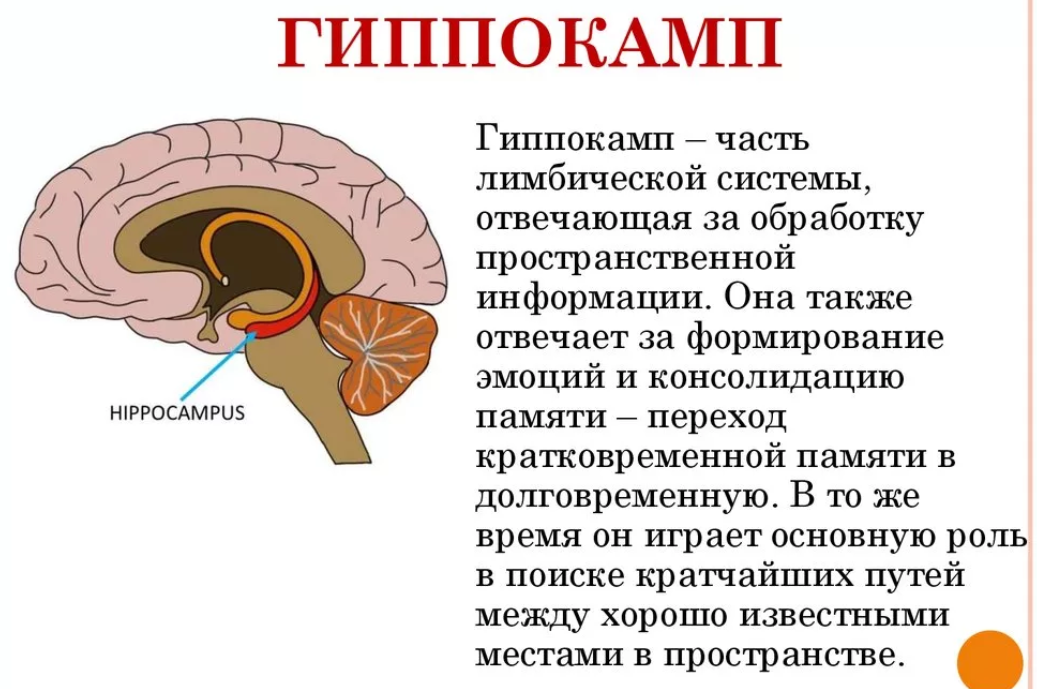 ГИППОКАМП
Гиппокамп – часть
лимбической системы,
отвечающая за обработку
пространственной
информации. Она также
отвечает за формирование
эмоций и консолидацию
памяти – переход
кратковременной памяти в
долговременную. В то же
время он играет основную роль
в поиске кратчайших путей
между хорошо известными
местами в пространстве.
HIPPOCAMPUS